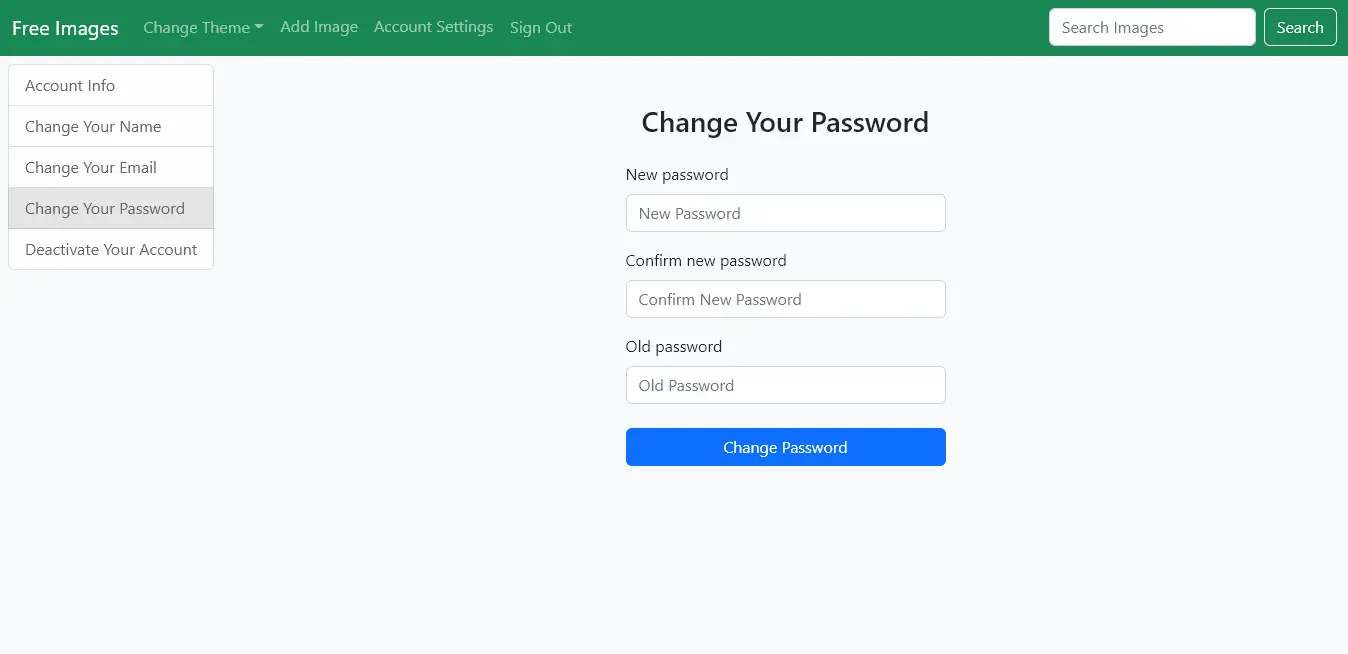 Free Images Change Theme Add Image Account Settings Sign Out Search Images Search
Account Info
Change Your Name
Change Your Email
Change Your Password
Deactivate Your Account
Change Your Password
New password
New Password
Confirm new password
Confirm New Password
Old password
Old Password
Change Password